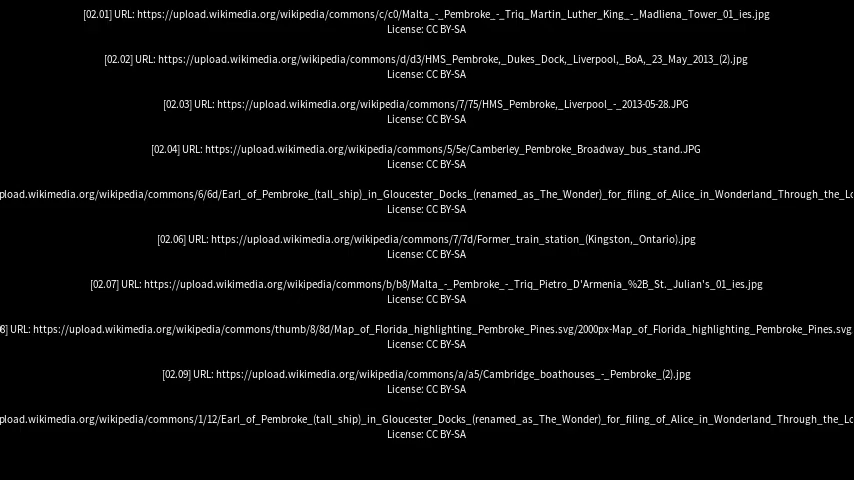 [02.01] URL: https://upload.wikimedia.org/wikipedia/commons/c/c0/Malta_-_Pembroke_-_Triq_Martin_Luther_King_-_Madliena_Tower_01_ies.jpg
License: CC BY-SA
[02.02] URL: https://upload.wikimedia.org/wikipedia/commons/d/d3/HMS_Pembroke,_Dukes_Dock,_Liverpool,_BoA,_23_May_2013_(2).jpg
License: CC BY-SA
[02.03] URL: https://upload.wikimedia.org/wikipedia/commons/7/75/HMS_Pembroke,_Liverpool_-_2013-05-28.JPG
License: CC BY-SA
[02.04] URL: https://upload.wikimedia.org/wikipedia/commons/5/5e/Camberley_Pembroke_Broadway_bus_stand.JPG
License: CC BY-SA
pload.wikimedia.org/wikipedia/commons/6/6d/Earl_of_Pembroke_(tall_ship)_in_Gloucester_Docks_(renamed_as_The_Wonder)_for_filing_of_Alice_in_Wonderland_Through_the_Lo
License: CC BY-SA
[02.06] URL: https://upload.wikimedia.org/wikipedia/commons/7/7d/Former_train_station_(Kingston,_Ontario).jpg
License: CC BY-SA
[02.07] URL: https://upload.wikimedia.org/wikipedia/commons/b/b8/Malta_-_Pembroke_-_Triq_Pietro_D'Armenia_%2B_St._Julian's_01_ies.jpg
License: CC BY-SA
8] URL: https://upload.wikimedia.org/wikipedia/commons/thumb/8/8d/Map_of_Florida_highlighting_Pembroke_Pines.svg/2000px-Map_of_Florida_highlighting_Pembroke_Pines.svg
License: CC BY-SA
[02.09] URL: https://upload.wikimedia.org/wikipedia/commons/a/a5/Cambridge_boathouses_-_Pembroke_(2).jpg
License: CC BY-SA
pload.wikimedia.org/wikipedia/commons/1/12/Earl_of_Pembroke_(tall_ship)_in_Gloucester_Docks_(renamed_as_The_Wonder)_for_filing_of_Alice_in_Wonderland_Through_the_Lo
License: CC BY-SA